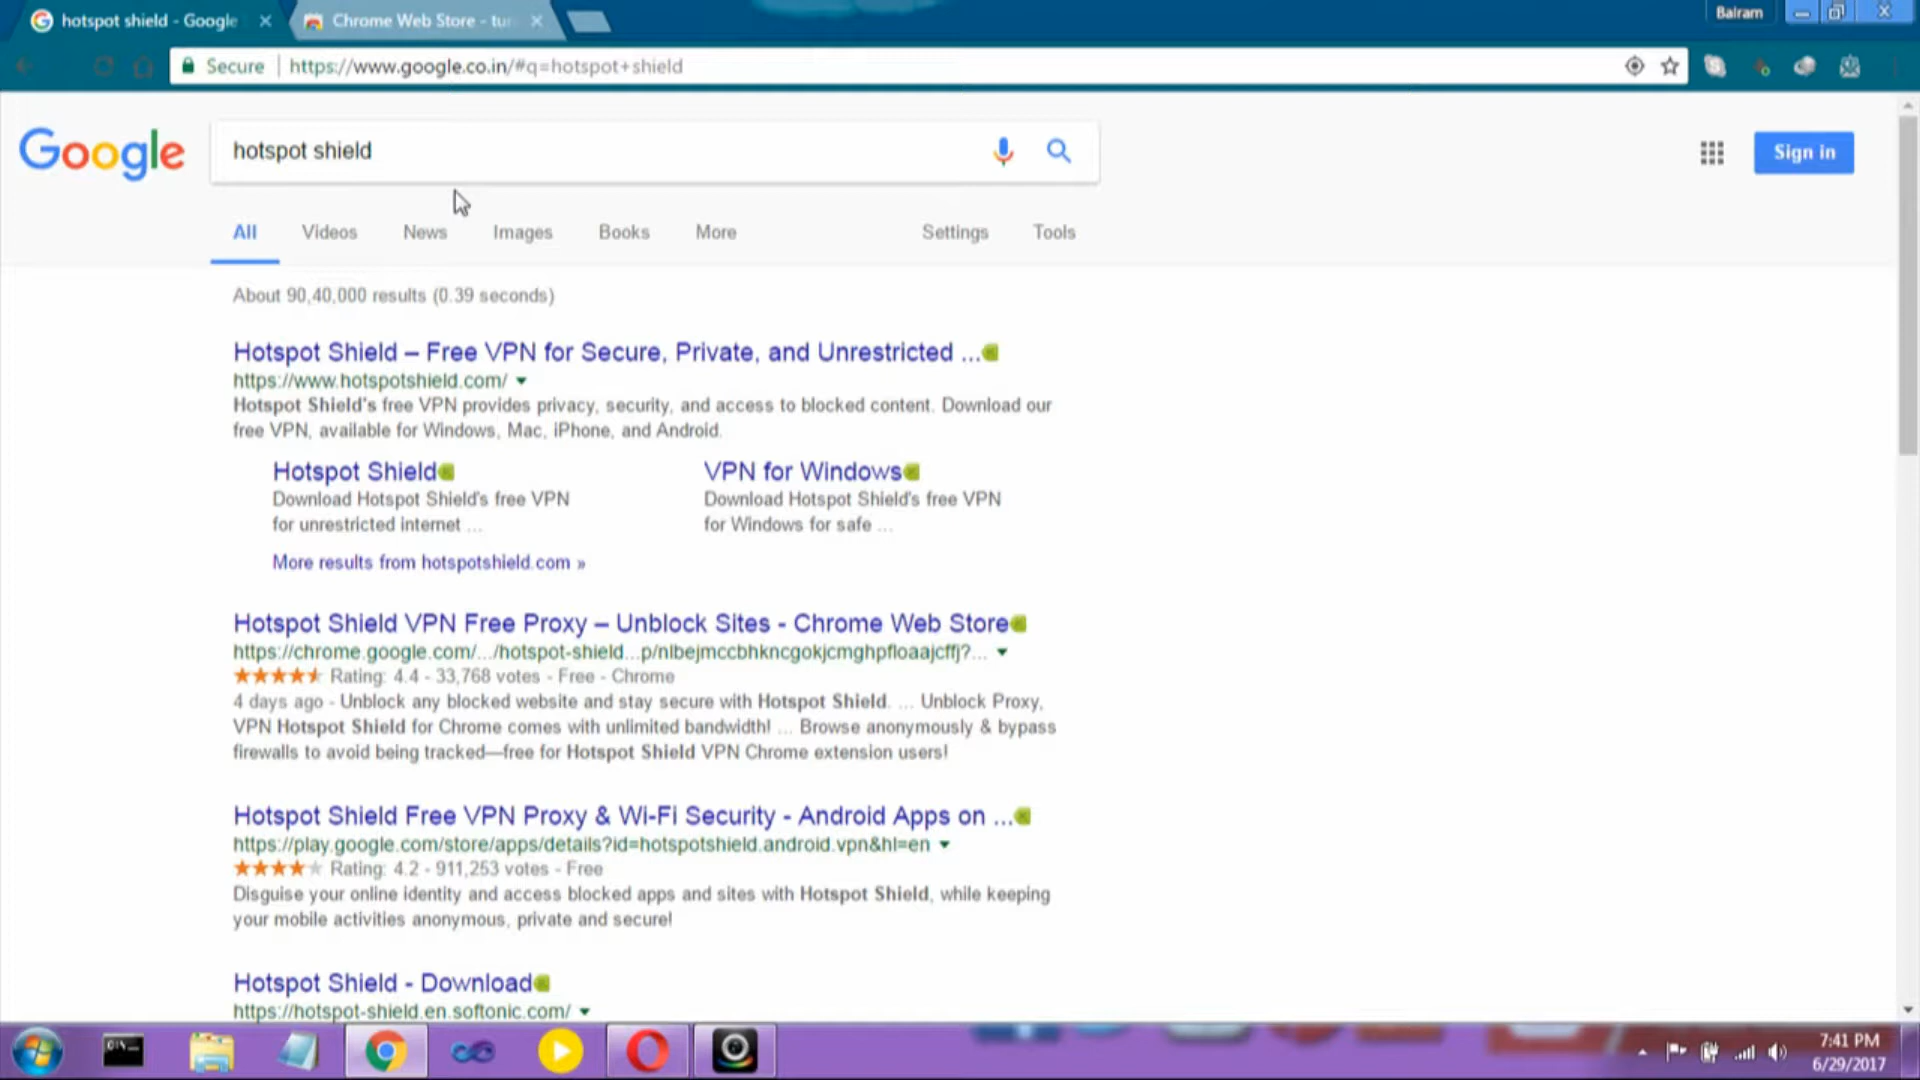 hotspot shield - Google
Chrome Web Store - tur
Balram
Secure
https://www.google.co.in/#q=hotspot+shield
Google
hotspot shield
Sign in
All
Videos
News
Images
Books
More
Settings
Tools
About 90,40,000 results (0.39 seconds)
Hotspot Shield – Free VPN for Secure, Private, and Unrestricted ...
https://www.hotspotshield.com/
Hotspot Shield's free VPN provides privacy, security, and access to blocked content. Download our
free VPN, available for Windows, Mac, iPhone, and Android.
Hotspot Shield
Download Hotspot Shield's free VPN
for unrestricted internet ...
VPN for Windows
Download Hotspot Shield's free VPN
for Windows for safe ...
More results from hotspotshield.com »
Hotspot Shield VPN Free Proxy – Unblock Sites - Chrome Web Store
https://chrome.google.com/.../hotspot-shield...p/nlbejmccbhkncgokjcmghpfloaajcffj?...
Rating: 4.4 - 33,768 votes - Free - Chrome
4 days ago - Unblock any blocked website and stay secure with Hotspot Shield. ... Unblock Proxy,
VPN Hotspot Shield for Chrome comes with unlimited bandwidth! ... Browse anonymously & bypass
firewalls to avoid being tracked—free for Hotspot Shield VPN Chrome extension users!
Hotspot Shield Free VPN Proxy & Wi-Fi Security - Android Apps on ...
https://play.google.com/store/apps/details?id=hotspotshield.android.vpn&hl=en
Rating: 4.2 - 911,253 votes - Free
Disguise your online identity and access blocked apps and sites with Hotspot Shield, while keeping
your mobile activities anonymous, private and secure!
Hotspot Shield - Download
https://hotspot-shield.en.softonic.com/
7:41 PM
6/29/2017